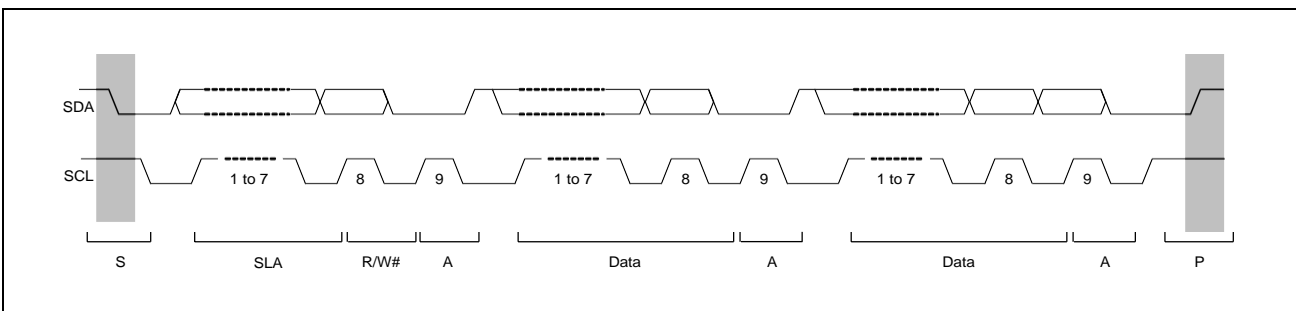 SDA
SCL
1 to 7 8 9 1 to 7 8 9 1 to 7 8 9
S SLA R/W# A Data A Data A P